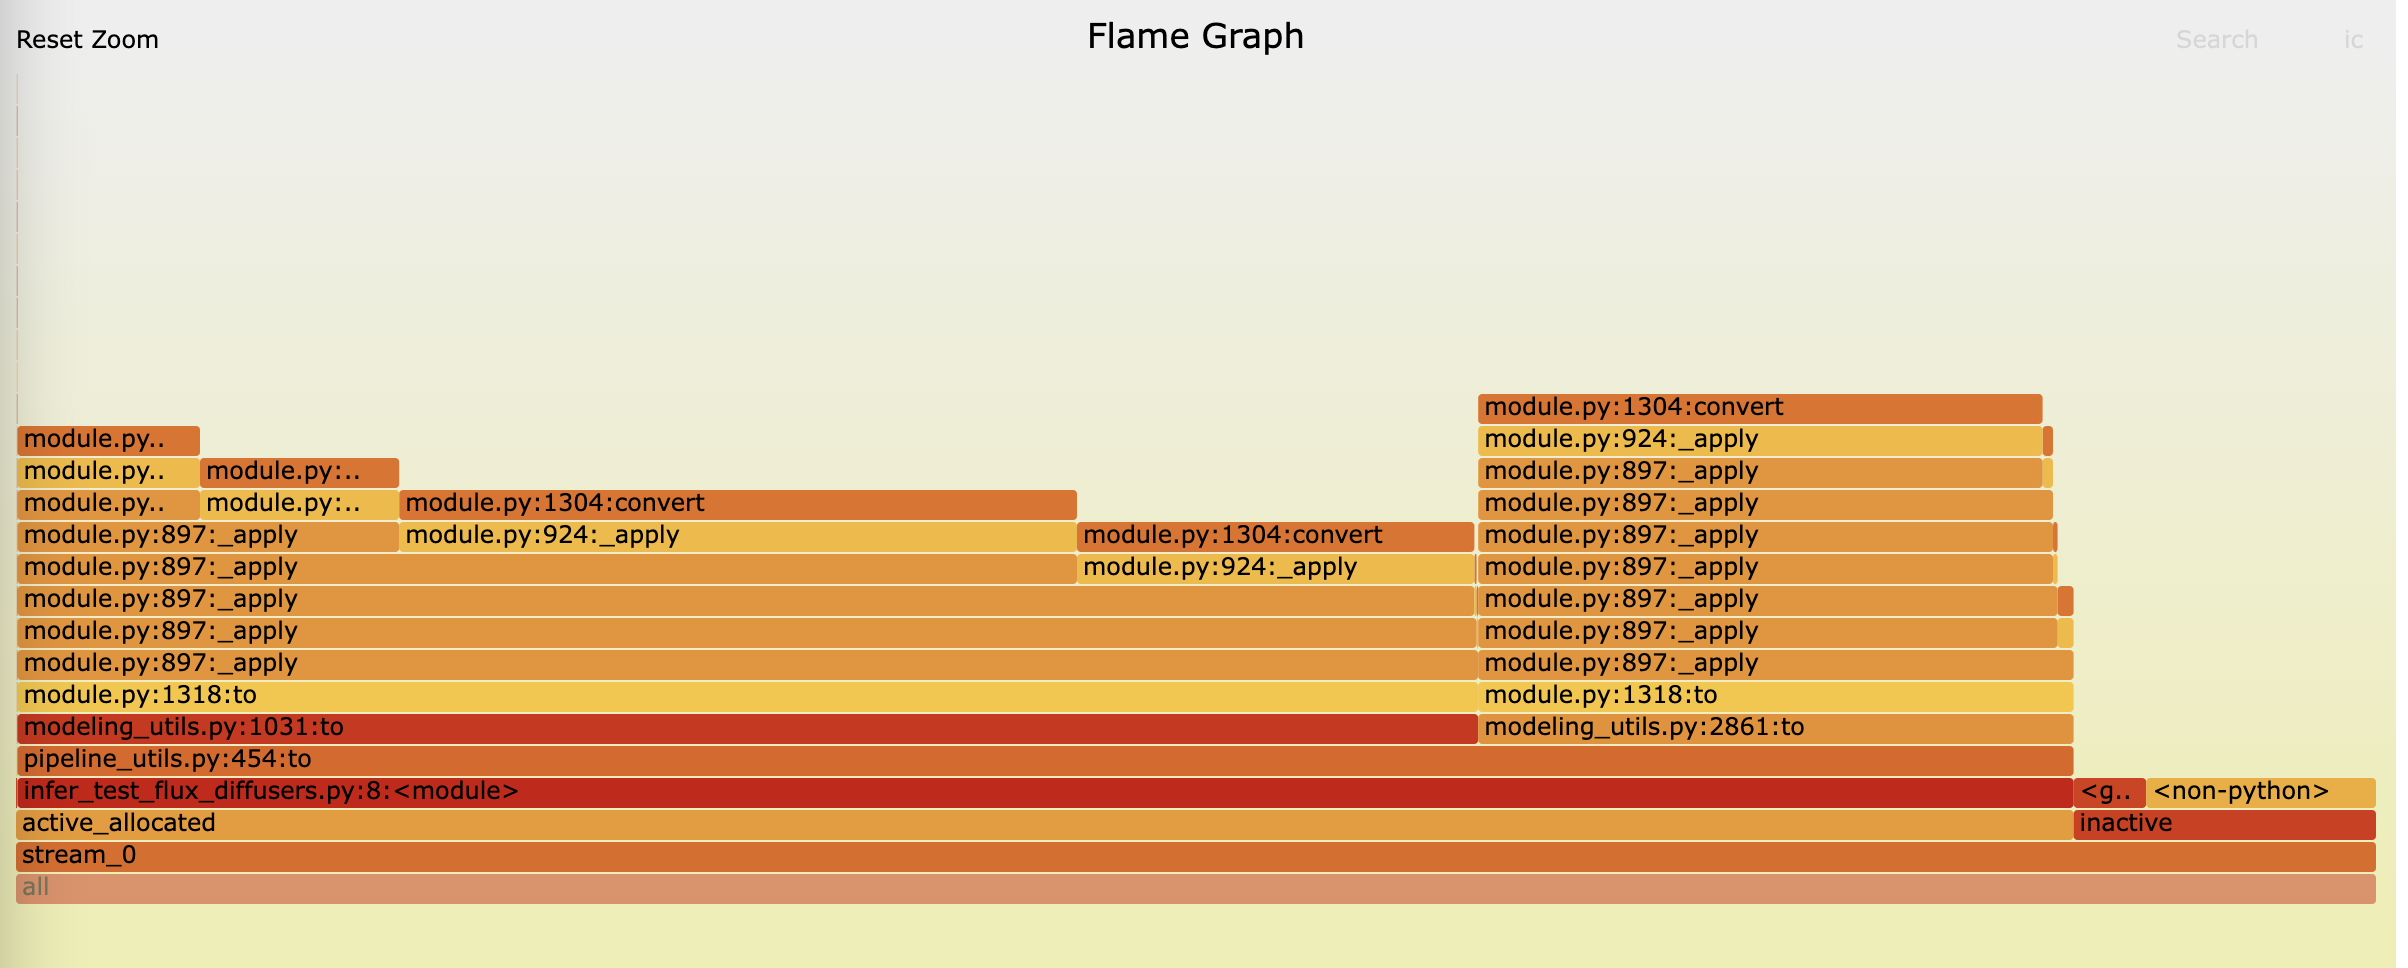 Reset Zoom Flame Graph Search ic
module.py:1304:convert
module.py.. module.py:924:_apply
module.py.. module.py:.. module.py:897:_apply
module.py.. module.py:.. module.py:1304:convert module.py:897:_apply
module.py:897:_apply module.py:924:_apply module.py:1304:convert module.py:897:_apply
module.py:897:_apply module.py:924:_apply module.py:897:_apply
module.py:897:_apply module.py:897:_apply
module.py:897:_apply module.py:897:_apply
module.py:897:_apply module.py:897:_apply
module.py:1318:to module.py:1318:to
modeling_utils.py:1031:to modeling_utils.py:2861:to
pipeline_utils.py:454:to
infer_test_flux_diffusers.py:8:<module> <g.. <non-python>
active_allocated inactive
stream_0
all